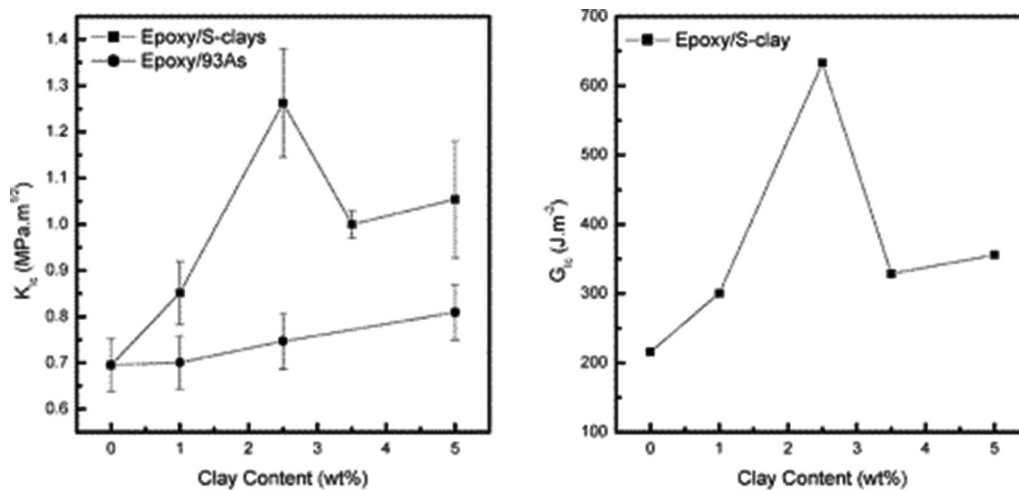 1.4
1.3
1.2
1.1
1.0
0.9
0.8
0.7
0.6
K_Ic (MPa.m^1/2)
Epoxy/S-clays
Epoxy/93As
0 1 2 3 4 5
Clay Content (wt%)
700
650
450
400
300
200
100
G_Ic (J.m^-2)
Epoxy/S-clay
0 1 2 3 4 5
Clay Content (wt%)